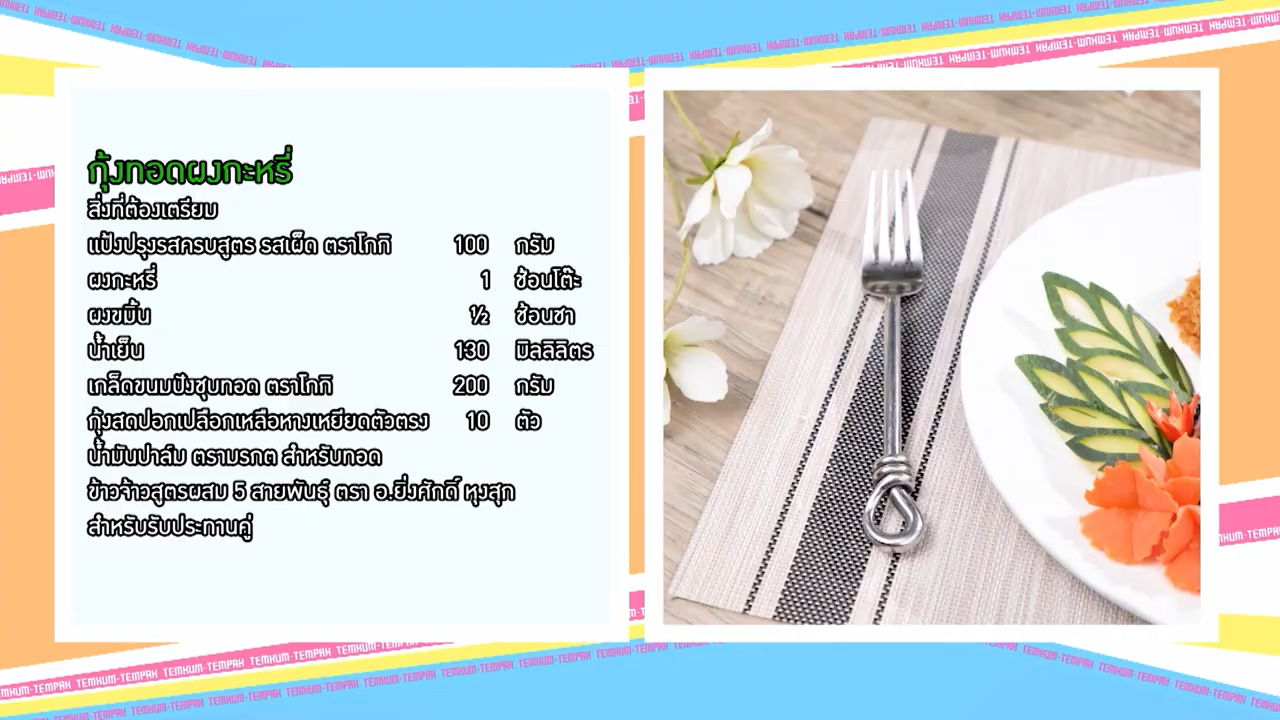 กุ้งทอดผงกะหรี่
สิ่งที่ต้องเตรียม
แป้งปรุงรสครบสูตร รสเผ็ด ตราโกกิ 100 กรัม
ผงกะหรี่ 1 ช้อนโต๊ะ
ผงขมิ้น ½ ช้อนชา
น้ำเย็น 130 มิลลิลิตร
เกล็ดขนมปังชุบทอด ตราโกกิ 200 กรัม
กุ้งสดปอกเปลือกเหลือหางเหยียดตัวตรง 10 ตัว
น้ำมันปาล์ม ตรามรกต สำหรับทอด
ข้าวจ้าวสูตรผสม 5 สายพันธุ์ ตรา อ.ยิ่งศักดิ์ หุงสุก
สำหรับรับประทานคู่
TEMKUM-TEMPAK TEMKUM-TEMPAK TEMKUM-TEMPAK TEMKUM-TEMPAK